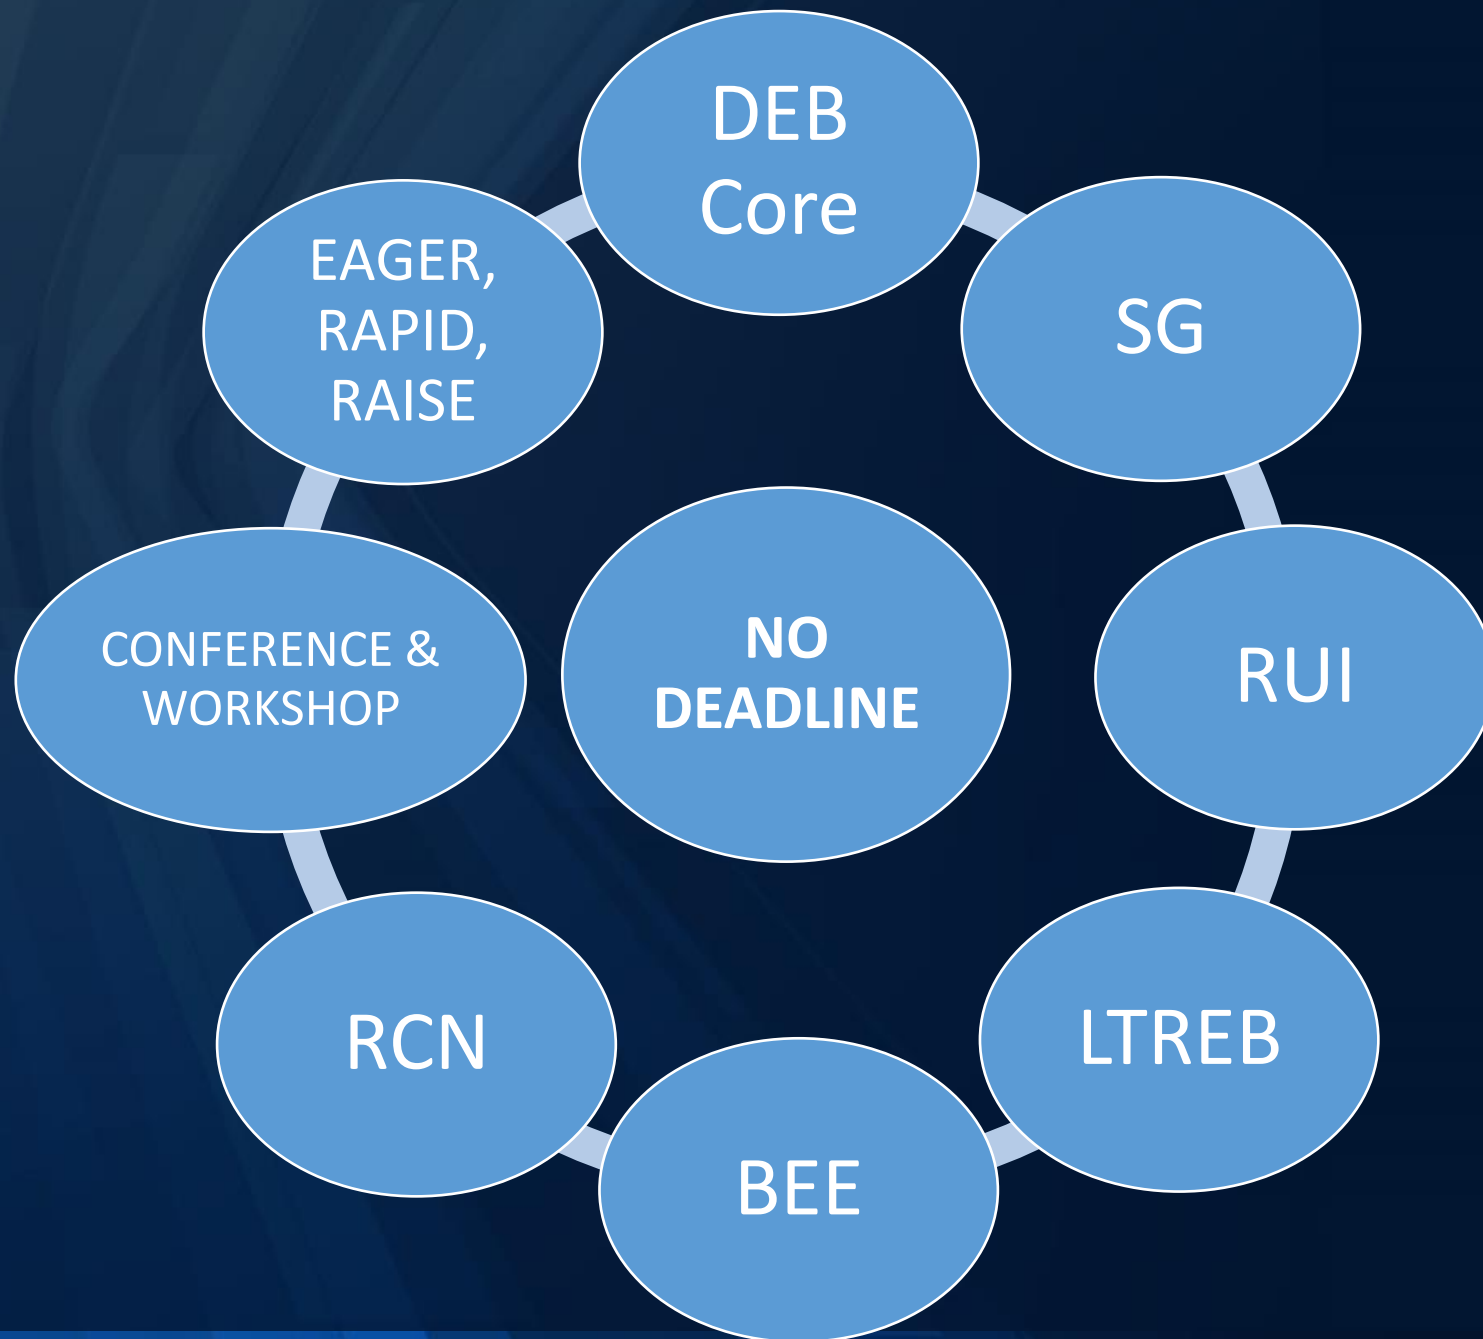 DEB
Core
SG
RUI
LTREB
BEE
RCN
CONFERENCE &
WORKSHOP
EAGER,
RAPID,
RAISE
NO
DEADLINE